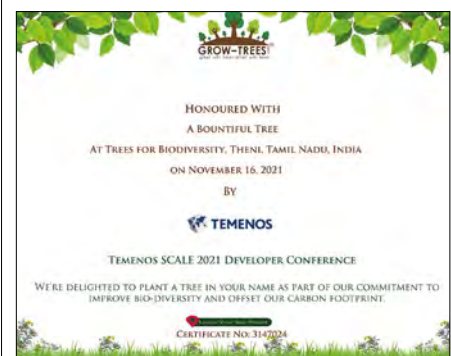 GROW-TREES
HONOURED WITH
A BOUNTIFUL TREE
AT TREES FOR BIODIVERSITY, THENI, TAMIL NADU, INDIA
ON NOVEMBER 16, 2021
BY
TEMENOS
TEMENOS SCALE 2021 DEVELOPER CONFERENCE
WE'RE DELIGHTED TO PLANT A TREE IN YOUR NAME AS PART OF OUR COMMITMENT TO
IMPROVE BIO-DIVERSITY AND OFFSET OUR CARBON FOOTPRINT.
CERTIFICATE NO: 3147024